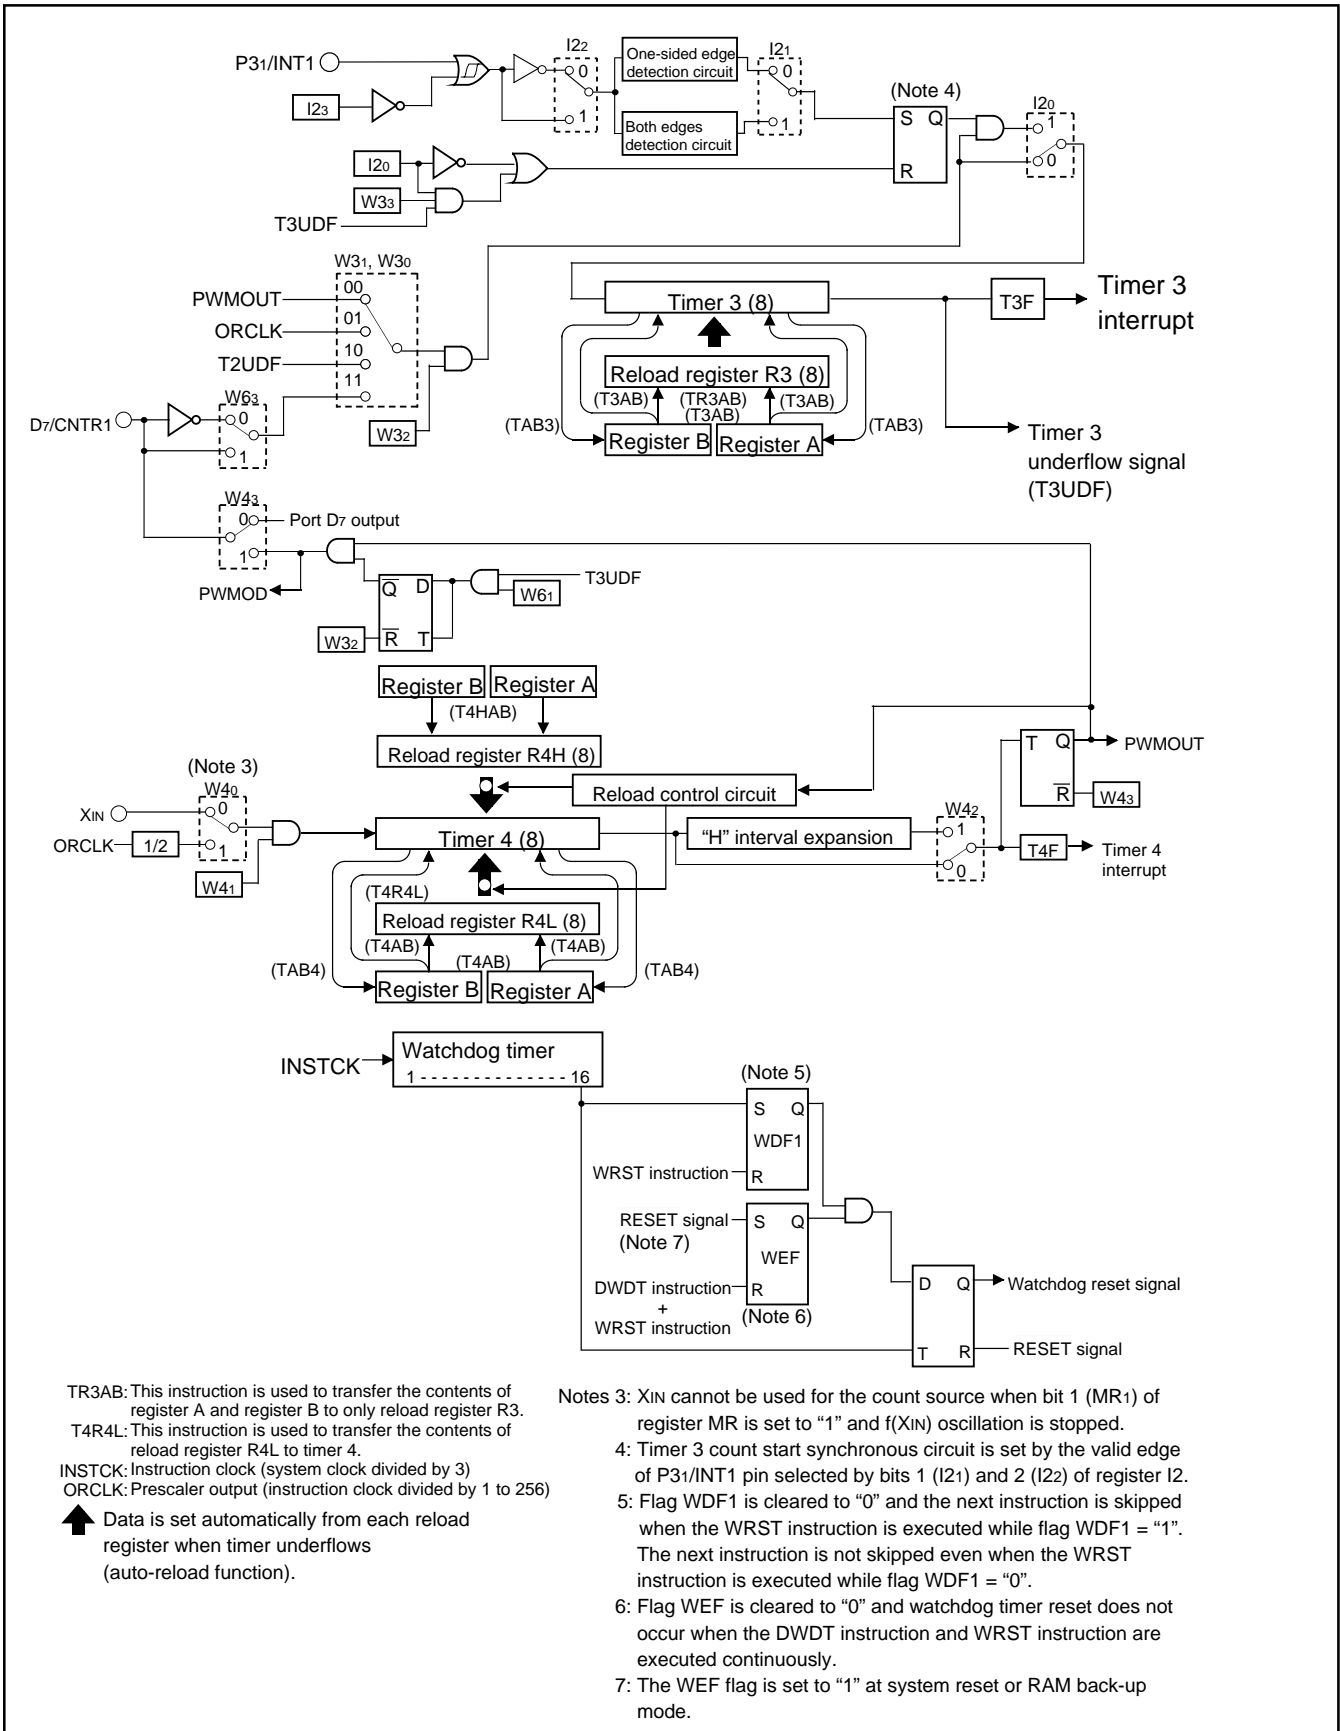 P31/INT1
I22
0
1
One-sided edge
detection circuit
I21
0
1
Both edges
detection circuit
I23
(Note 4)
S Q
R
I20
1
0
I20
W33
T3UDF
W31, W30
PWMOUT
00
ORCLK
01
T2UDF
10
11
W32
Timer 3 (8)
T3F
Timer 3
interrupt
Reload register R3 (8)
(T3AB)
(TR3AB)
(T3AB)
(T3AB)
(TAB3)
Register B
Register A
(TAB3)
Timer 3
underflow signal
(T3UDF)
D7/CNTR1
W63
0
1
W43
0
Port D7 output
1
PWMOD
Q D
R T
W32
T3UDF
W61
Register B
Register A
(T4HAB)
Reload register R4H (8)
Reload control circuit
T Q
R
PWMOUT
W43
(Note 3)
W40
XIN
0
ORCLK
1/2
1
W41
Timer 4 (8)
“H” interval expansion
W42
1
0
T4F
Timer 4
interrupt
(T4R4L)
Reload register R4L (8)
(T4AB)
(T4AB)
(T4AB)
(TAB4)
Register B
Register A
(TAB4)
INSTCK
Watchdog timer
1 - - - - - - - - - - - - - - 16
(Note 5)
S Q
WDF1
R
WRST instruction
RESET signal
(Note 7)
S Q
WEF
R
DWDT instruction
+
WRST instruction
(Note 6)
D Q
T R
Watchdog reset signal
RESET signal
TR3AB: This instruction is used to transfer the contents of
register A and register B to only reload register R3.
T4R4L: This instruction is used to transfer the contents of
reload register R4L to timer 4.
INSTCK: Instruction clock (system clock divided by 3)
ORCLK: Prescaler output (instruction clock divided by 1 to 256)
Data is set automatically from each reload
register when timer underflows
(auto-reload function).
Notes 3: XIN cannot be used for the count source when bit 1 (MR1) of
register MR is set to “1” and f(XIN) oscillation is stopped.
4: Timer 3 count start synchronous circuit is set by the valid edge
of P31/INT1 pin selected by bits 1 (I21) and 2 (I22) of register I2.
5: Flag WDF1 is cleared to “0” and the next instruction is skipped
when the WRST instruction is executed while flag WDF1 = “1”.
The next instruction is not skipped even when the WRST
instruction is executed while flag WDF1 = “0”.
6: Flag WEF is cleared to “0” and watchdog timer reset does not
occur when the DWDT instruction and WRST instruction are
executed continuously.
7: The WEF flag is set to “1” at system reset or RAM back-up
mode.